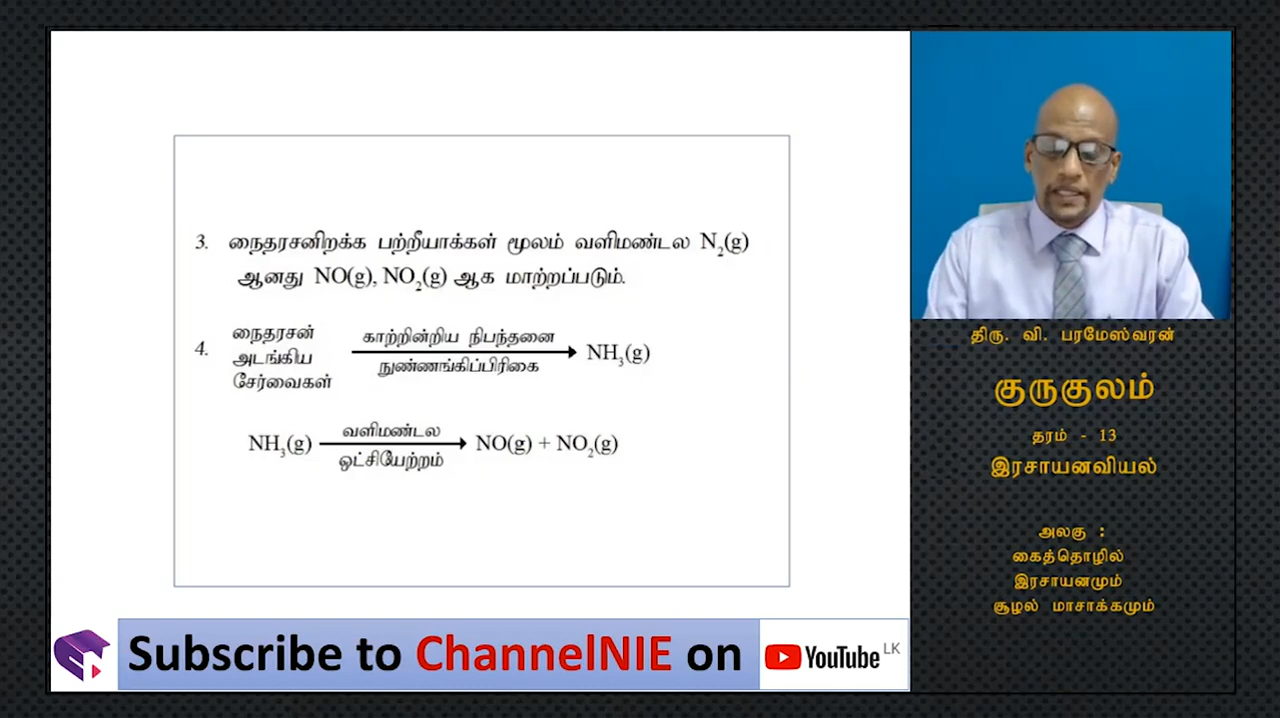 3. நைதரசனிறக்க பற்றீயாக்கள் மூலம் வளிமண்டல N₂(g)
ஆனது NO(g), NO₂(g) ஆக மாற்றப்படும்.
4. நைதரசன்
அடங்கிய
சேர்வைகள்
காற்றின்றிய நிபந்தனை
நுண்ணங்கிப்பிரிகை
NH₃(g)
NH₃(g)
வளிமண்டல
ஒட்சியேற்றம்
NO(g) + NO₂(g)
Subscribe to ChannelNIE on YouTube LK
திரு. வி. பரமேஸ்வரன்
குருகுலம்
தரம் - 13
இரசாயனவியல்
அலகு :
கைத்தொழில்
இரசாயனமும்
சூழல் மாசாக்கமும்